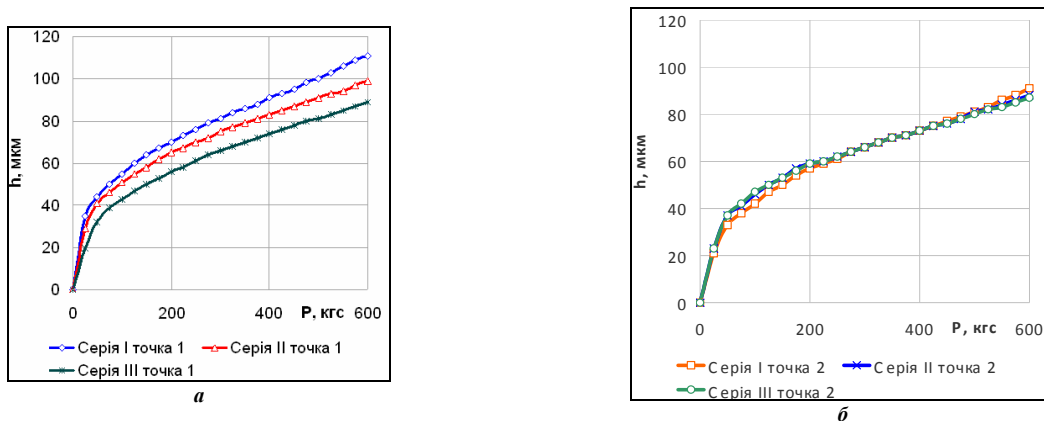 120
100
80
60
40
20
0
h, мкм
0 200 400 P, кгс 600
Серія I точка 1 Серія II точка 1
Серія III точка 1
а
120
100
80
60
40
20
0
h, мкм
0 200 400 P, кгс 600
Серія I точка 2 Серія II точка 2
Серія III точка 2
б